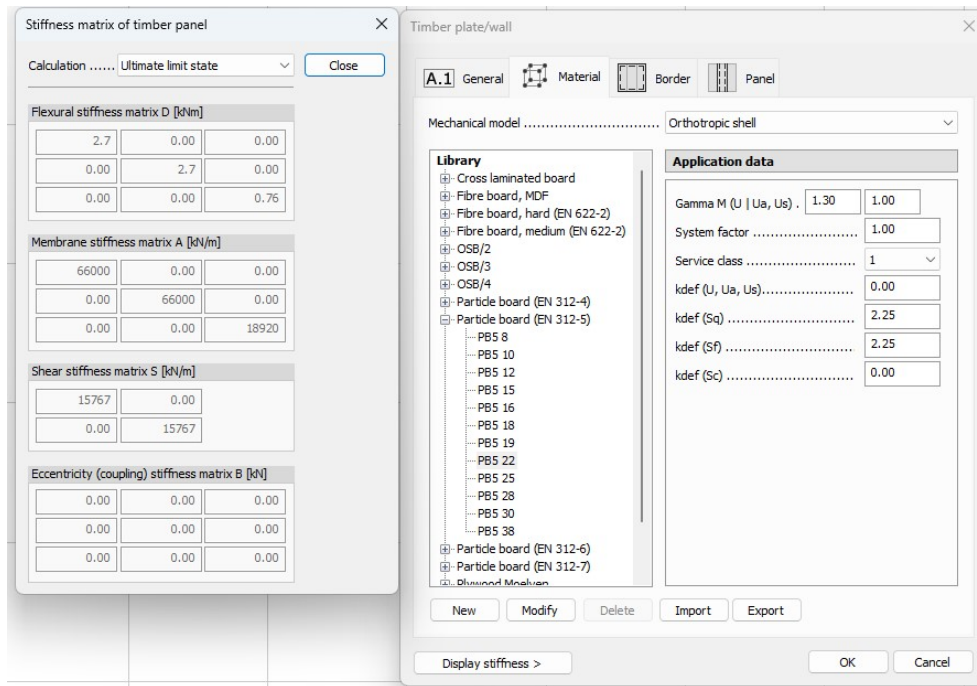 Stiffness matrix of timber panel
Calculation ...... Ultimate limit state
Close
Flexural stiffness matrix D [kNm]
2.7 0.00 0.00
0.00 2.7 0.00
0.00 0.00 0.76
Membrane stiffness matrix A [kN/m]
66000 0.00 0.00
0.00 66000 0.00
0.00 0.00 18920
Shear stiffness matrix S [kN/m]
15767 0.00
0.00 15767
Eccentricity (coupling) stiffness matrix B [kN]
0.00 0.00 0.00
0.00 0.00 0.00
0.00 0.00 0.00
Timber plate/wall
A.1 General Material Border Panel
Mechanical model .............................. Orthotropic shell
Library
Cross laminated board
Fibre board, MDF
Fibre board, hard (EN 622-2)
Fibre board, medium (EN 622-2)
OSB/2
OSB/3
OSB/4
Particle board (EN 312-4)
Particle board (EN 312-5)
PB5 8
PB5 10
PB5 12
PB5 15
PB5 16
PB5 18
PB5 19
PB5 22
PB5 25
PB5 28
PB5 30
PB5 38
Particle board (EN 312-6)
Particle board (EN 312-7)
Plywood Moelven
Application data
Gamma M (U | Ua, Us) . 1.30 1.00
System factor ....................... 1.00
Service class ........................ 1
kdef (U, Ua, Us)..................... 0.00
kdef (Sq) ............................ 2.25
kdef (Sf) ............................ 2.25
kdef (Sc) ............................ 0.00
New Modify Delete Import Export
Display stiffness > OK Cancel